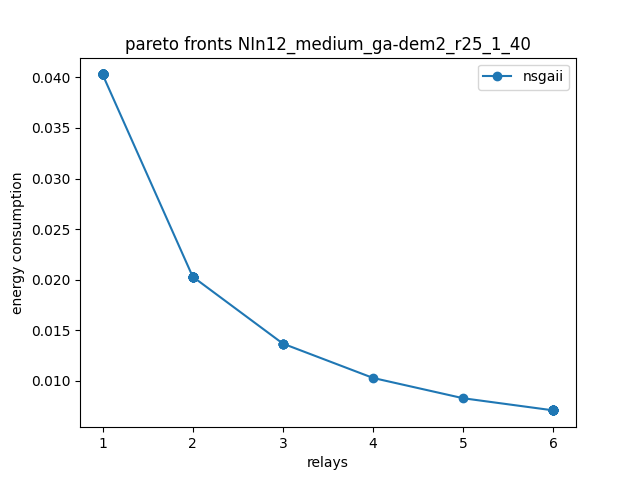 pareto fronts NIn12_medium_ga-dem2_r25_1_40
nsgaii
0.040
0.035
0.030
0.025
0.020
0.015
0.010
energy consumption
1 2 3 4 5 6
relays